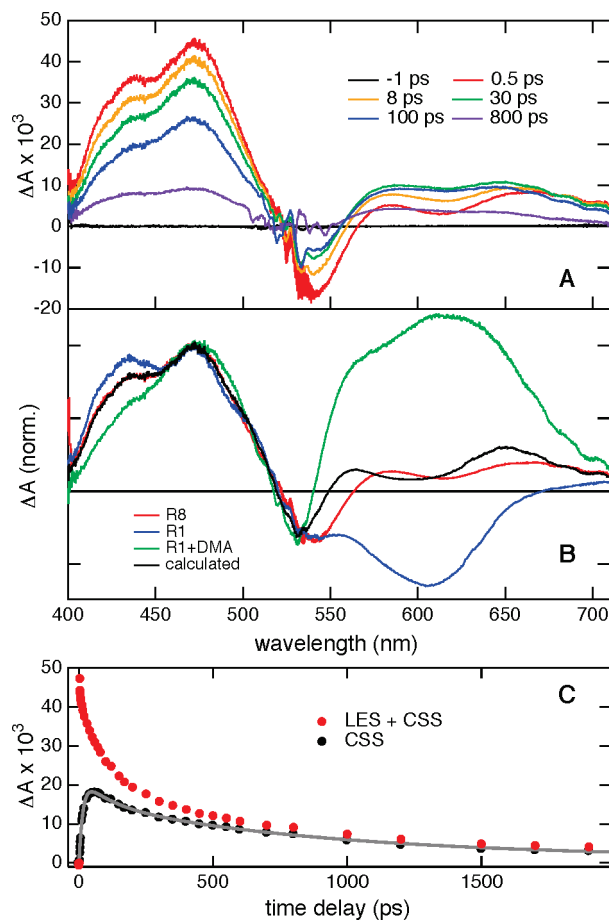 50
40
30
20
10
0
-10
-20
ΔA x 10³
-1 ps 0.5 ps
8 ps 30 ps
100 ps 800 ps
A
ΔA (norm.)
R8
R1
R1+DMA
calculated
B
400 450 500 550 600 650 700
wavelength (nm)
50
40
30
20
10
0
ΔA x 10³
C
LES + CSS
CSS
0 500 1000 1500
time delay (ps)